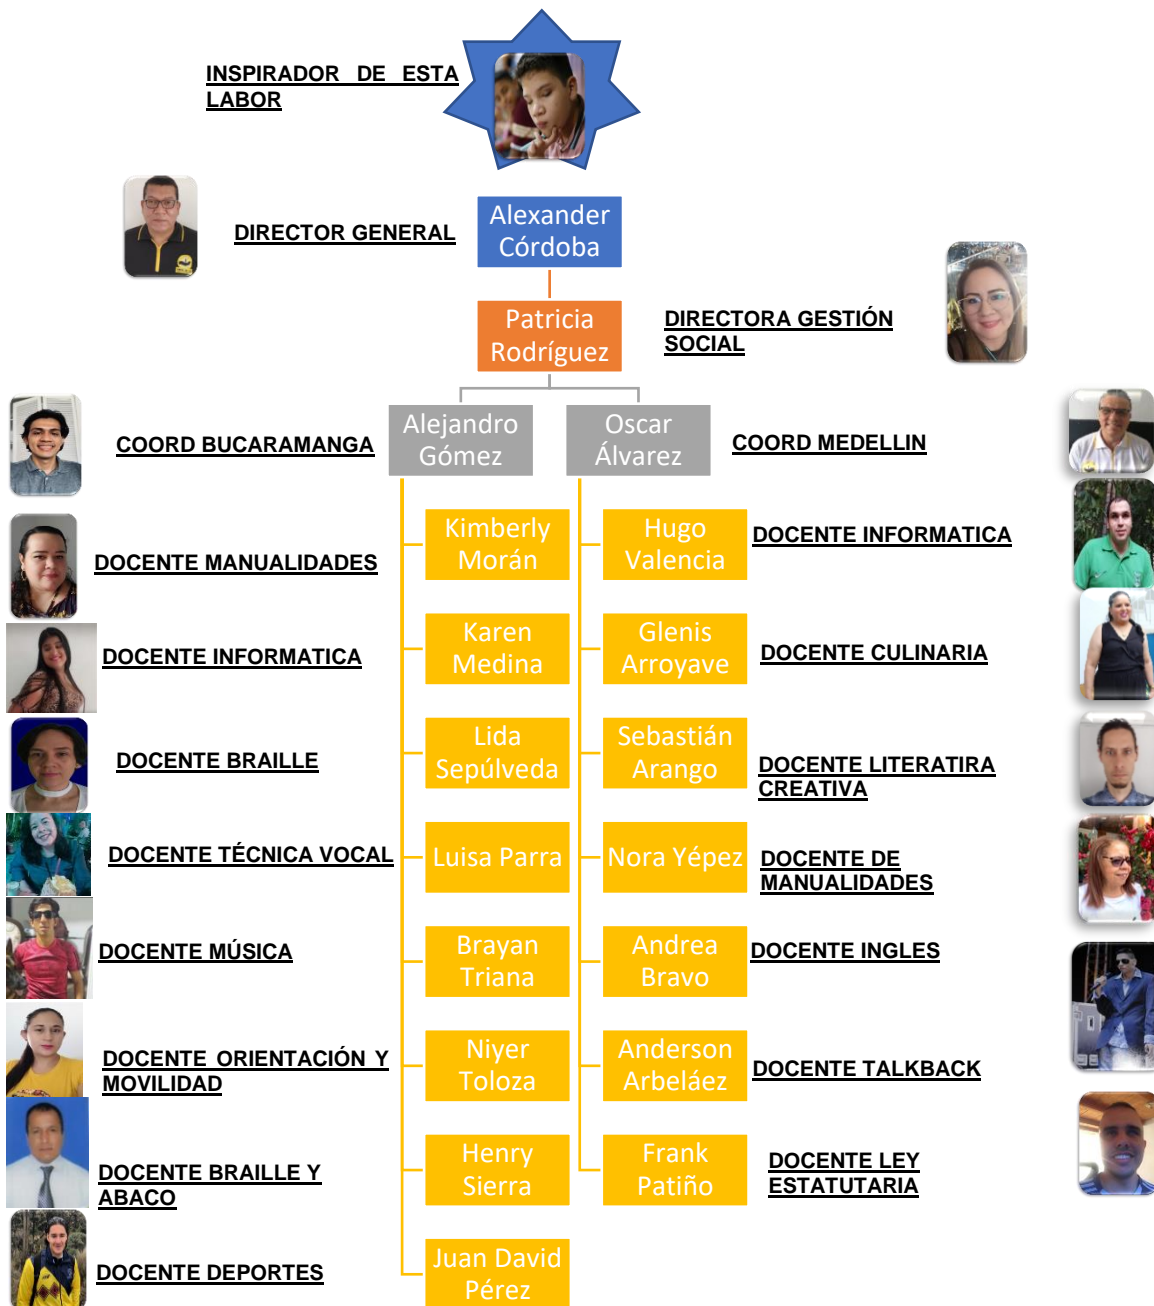 INSPIRADOR DE ESTA
LABOR
DIRECTOR GENERAL
Alexander
Córdoba
Patricia
Rodríguez
DIRECTORA GESTIÓN
SOCIAL
COORD BUCARAMANGA
Alejandro
Gómez
Oscar
Álvarez
COORD MEDELLIN
DOCENTE MANUALIDADES
Kimberly
Morán
Hugo
Valencia
DOCENTE INFORMATICA
DOCENTE INFORMATICA
Karen
Medina
Glenis
Arroyave
DOCENTE CULINARIA
DOCENTE BRAILLE
Lida
Sepúlveda
Sebastián
Arango
DOCENTE LITERATIRA
CREATIVA
DOCENTE TÉCNICA VOCAL
Luisa Parra
Nora Yépez
DOCENTE DE
MANUALIDADES
DOCENTE MÚSICA
Brayan
Triana
Andrea
Bravo
DOCENTE INGLES
DOCENTE ORIENTACIÓN Y
MOVILIDAD
Niyer
Toloza
Anderson
Arbeláez
DOCENTE TALKBACK
DOCENTE BRAILLE Y
ABACO
Henry
Sierra
Frank
Patiño
DOCENTE LEY
ESTATUTARIA
DOCENTE DEPORTES
Juan David
Pérez